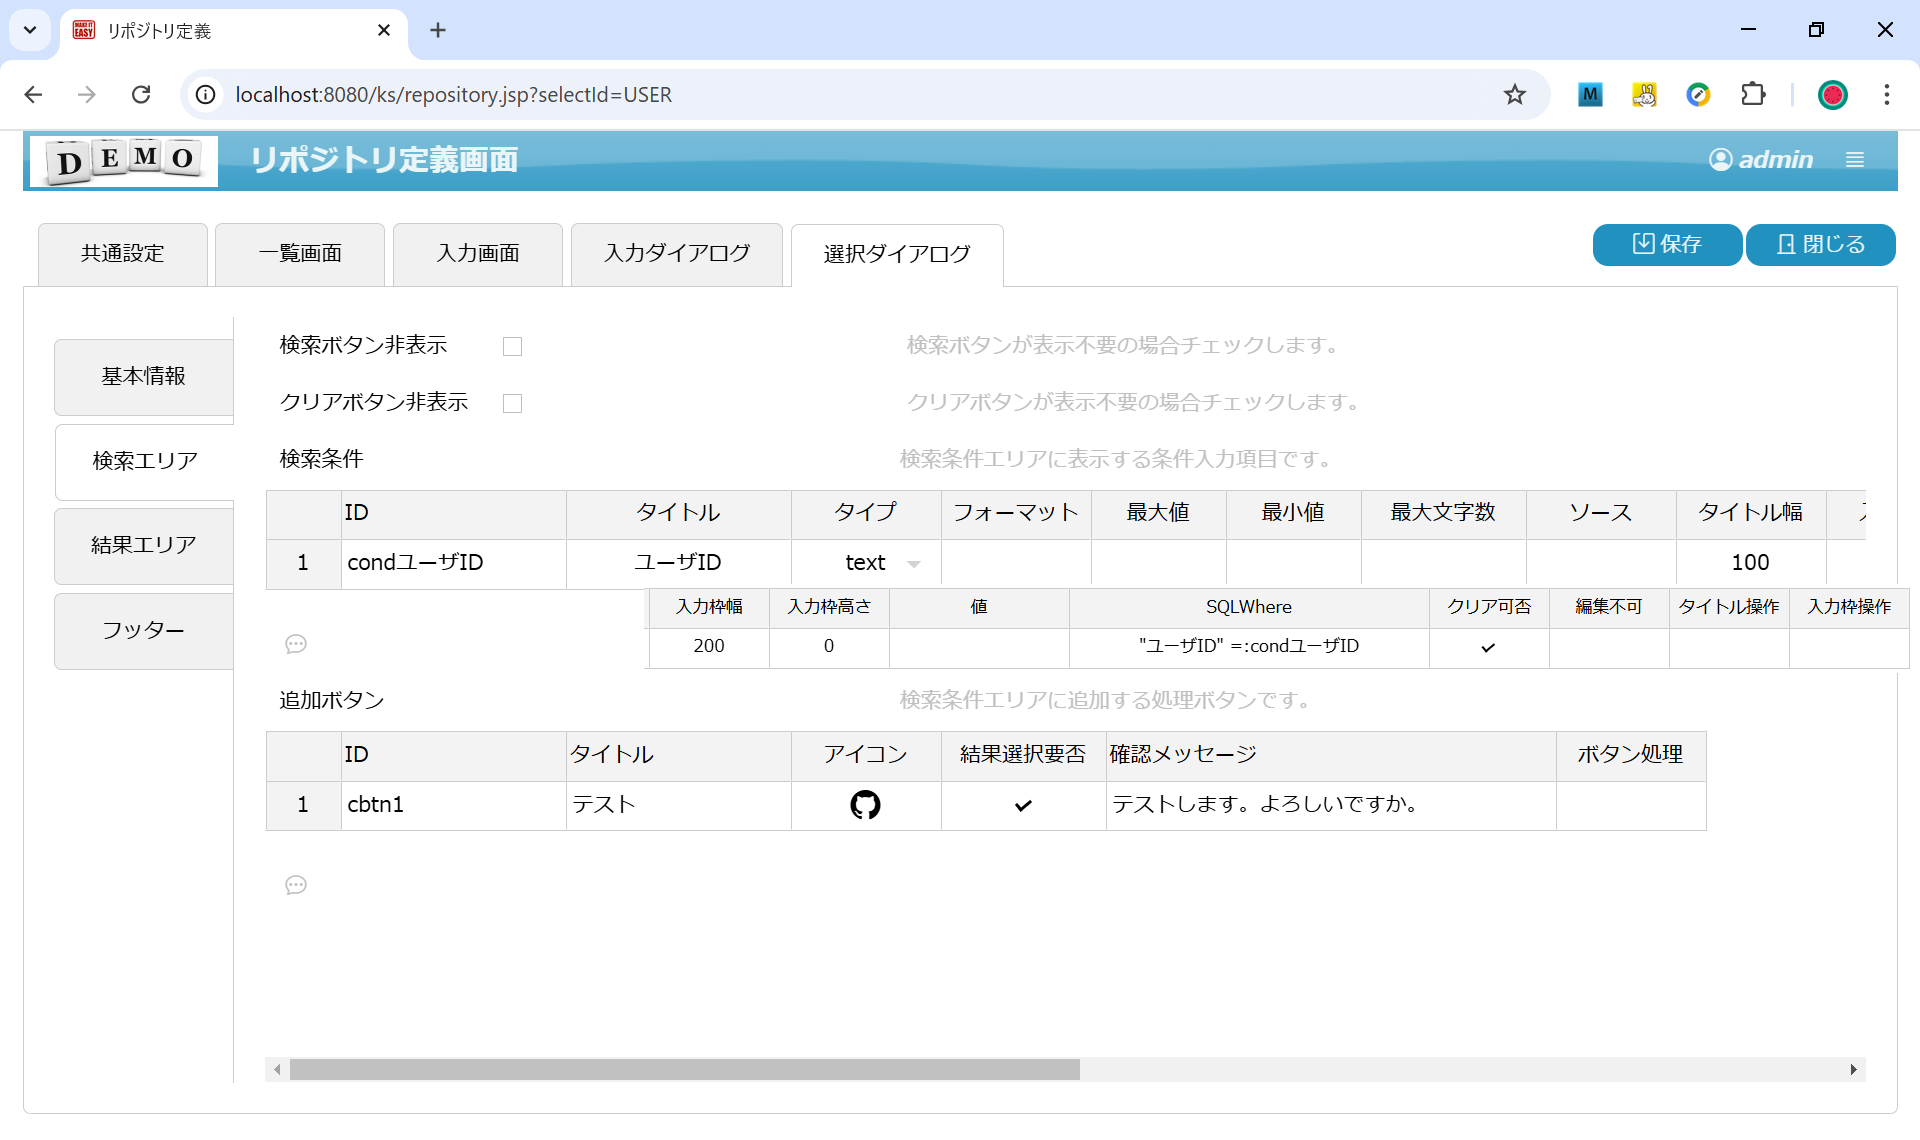 リポジトリ定義
localhost:8080/ks/repository.jsp?selectId=USER
DEMO
リポジトリ定義画面
admin
共通設定
一覧画面
入力画面
入力ダイアログ
選択ダイアログ
保存
閉じる
基本情報
検索エリア
結果エリア
フッター
検索ボタン非表示
検索ボタンが表示不要の場合チェックします。
クリアボタン非表示
クリアボタンが表示不要の場合チェックします。
検索条件
検索条件エリアに表示する条件入力項目です。
ID タイトル タイプ フォーマット 最大値 最小値 最大文字数 ソース タイトル幅
1 condユーザID ユーザID text 100
入力枠幅 入力枠高さ 値 SQLWhere クリア可否 編集不可 タイトル操作 入力枠操作
200 0 "ユーザID" =:condユーザID
追加ボタン
検索条件エリアに追加する処理ボタンです。
ID タイトル アイコン 結果選択要否 確認メッセージ ボタン処理
1 cbtn1 テスト テストします。よろしいですか。